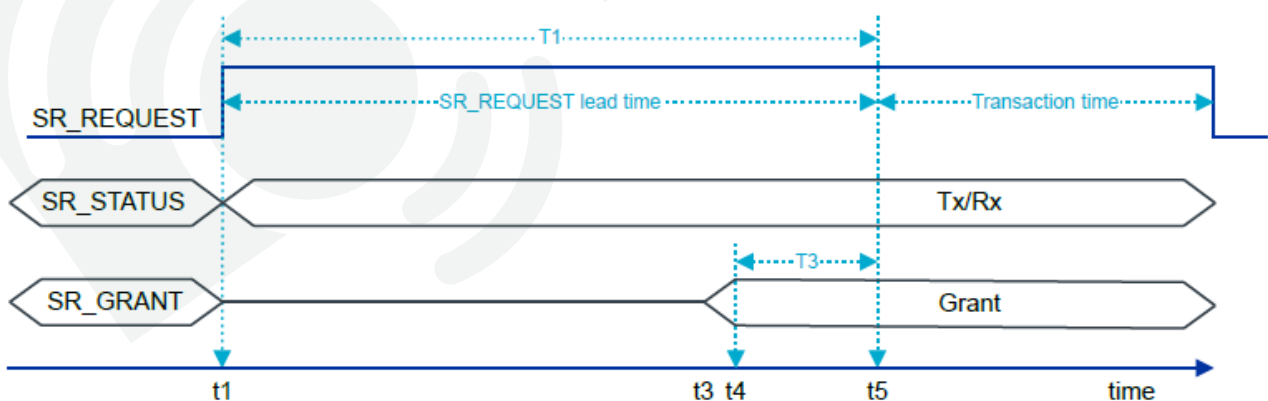 T1
SR_REQUEST
SR_REQUEST lead time
Transaction time
SR_STATUS
Tx/Rx
T3
SR_GRANT
Grant
t1
t3 t4
t5
time